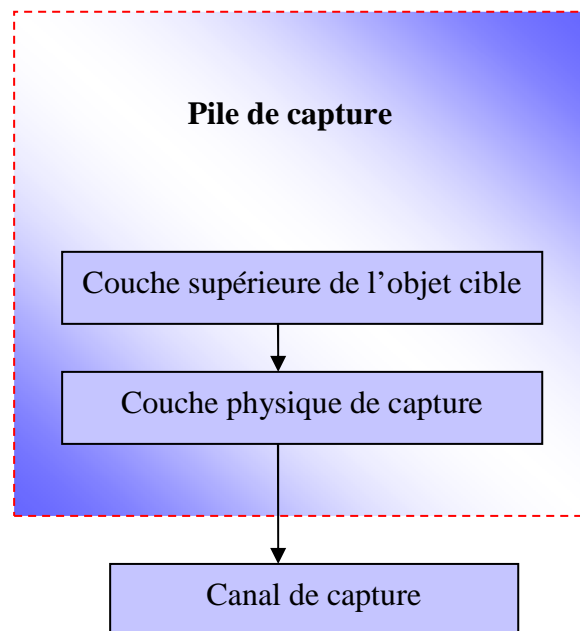 Pile de capture
Couche supérieure de l’objet cible
Couche physique de capture
Canal de capture